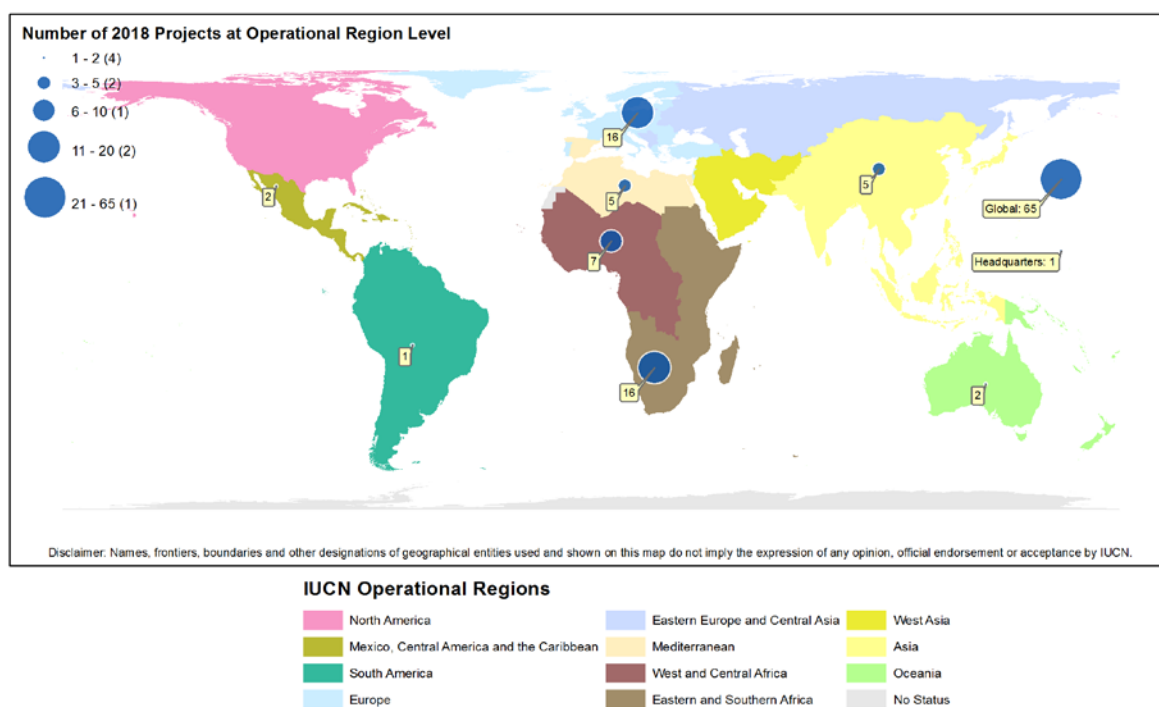 Number of 2018 Projects at Operational Region Level
1 - 2 (4)
3 - 5 (2)
6 - 10 (1)
11 - 20 (2)
21 - 65 (1)
16
2
5
5
Global: 65
7
Headquarters: 1
1
16
2
Disclaimer: Names, frontiers, boundaries and other designations of geographical entities used and shown on this map do not imply the expression of any opinion, official endorsement or acceptance by IUCN.
IUCN Operational Regions
North America
Mexico, Central America and the Caribbean
South America
Europe
Eastern Europe and Central Asia
Mediterranean
West and Central Africa
Eastern and Southern Africa
West Asia
Asia
Oceania
No Status